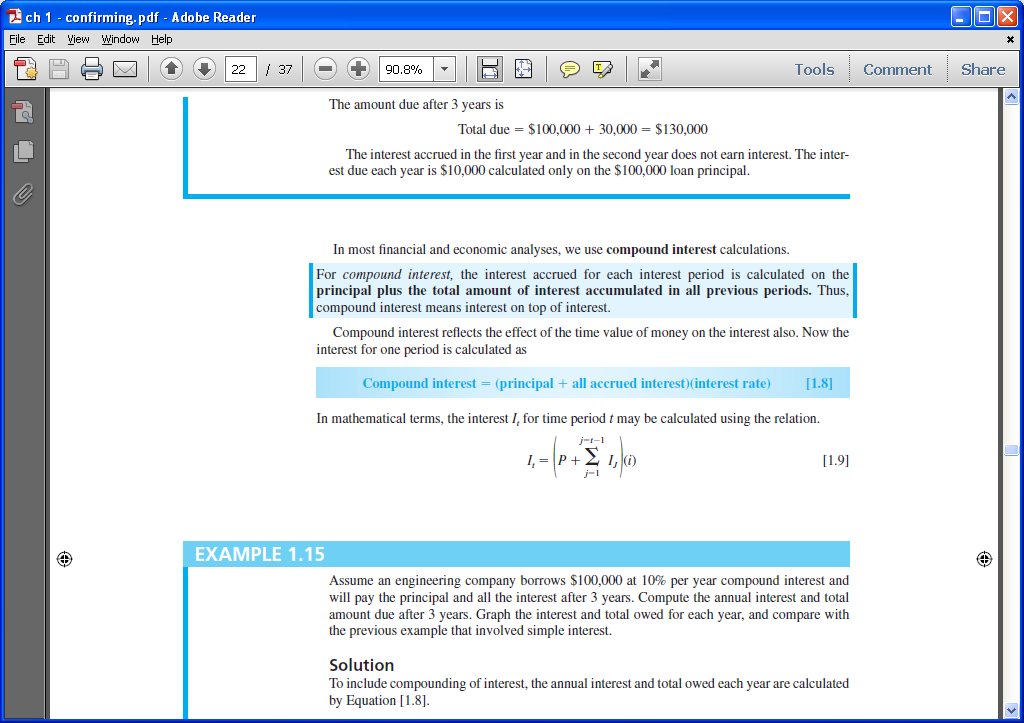 ch 1 - confirming.pdf - Adobe Reader
File Edit View Window Help
22 / 37 90.8% Tools Comment Share
The amount due after 3 years is
Total due = $100,000 + 30,000 = $130,000
The interest accrued in the first year and in the second year does not earn interest. The inter-
est due each year is $10,000 calculated only on the $100,000 loan principal.
In most financial and economic analyses, we use compound interest calculations.
For compound interest, the interest accrued for each interest period is calculated on the
principal plus the total amount of interest accumulated in all previous periods. Thus,
compound interest means interest on top of interest.
Compound interest reflects the effect of the time value of money on the interest also. Now the
interest for one period is calculated as
Compound interest = (principal + all accrued interest)(interest rate) [1.8]
In mathematical terms, the interest Iₜ for time period t may be calculated using the relation.
j=t−1
Iₜ = (P + ∑ I_J)(i) [1.9]
j=1
EXAMPLE 1.15
Assume an engineering company borrows $100,000 at 10% per year compound interest and
will pay the principal and all the interest after 3 years. Compute the annual interest and total
amount due after 3 years. Graph the interest and total owed for each year, and compare with
the previous example that involved simple interest.
Solution
To include compounding of interest, the annual interest and total owed each year are calculated
by Equation [1.8].